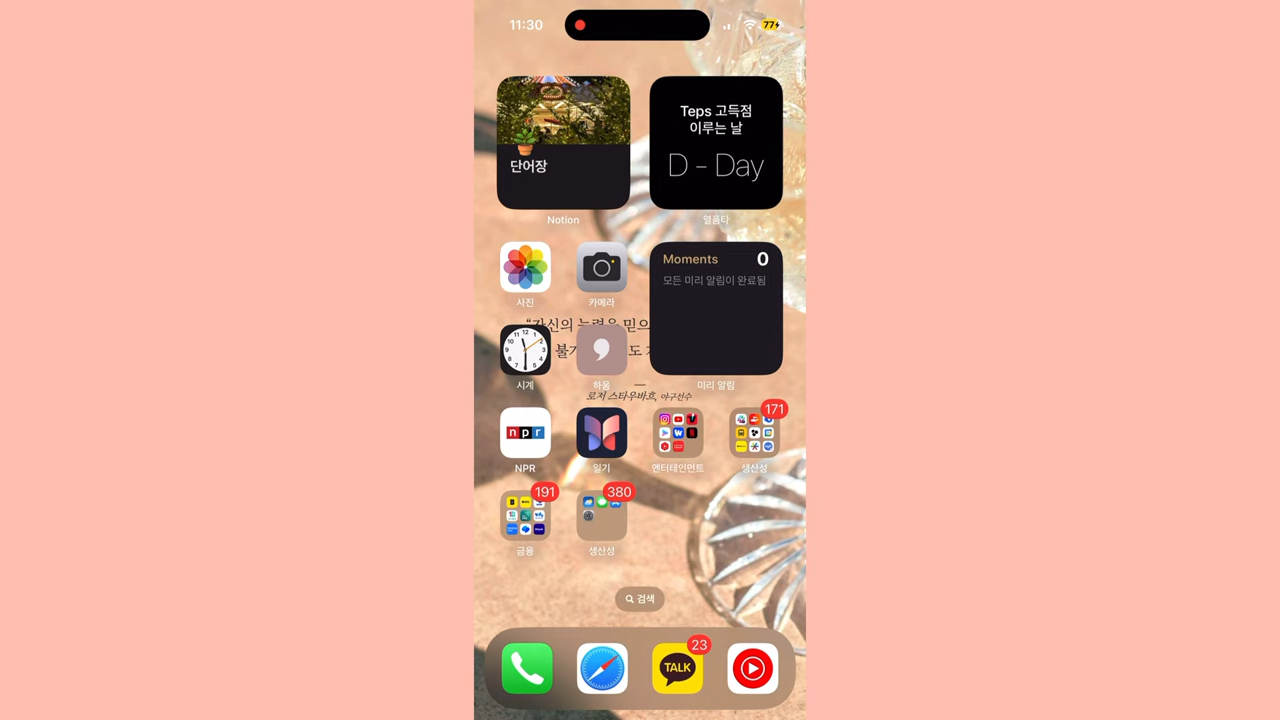 11:30
77
Teps 고득점
이루는 날
D - Day
단어장
Notion
열품타
Moments 0
모든 미리 알림이 완료됨
사진
카메라
12
시계
하움
미리 알림
로저 스타우바흐, 야구선수
npr
NPR
일기
엔터테인먼트
171
생산성
191
금융
380
생산성
검색
TALK
23